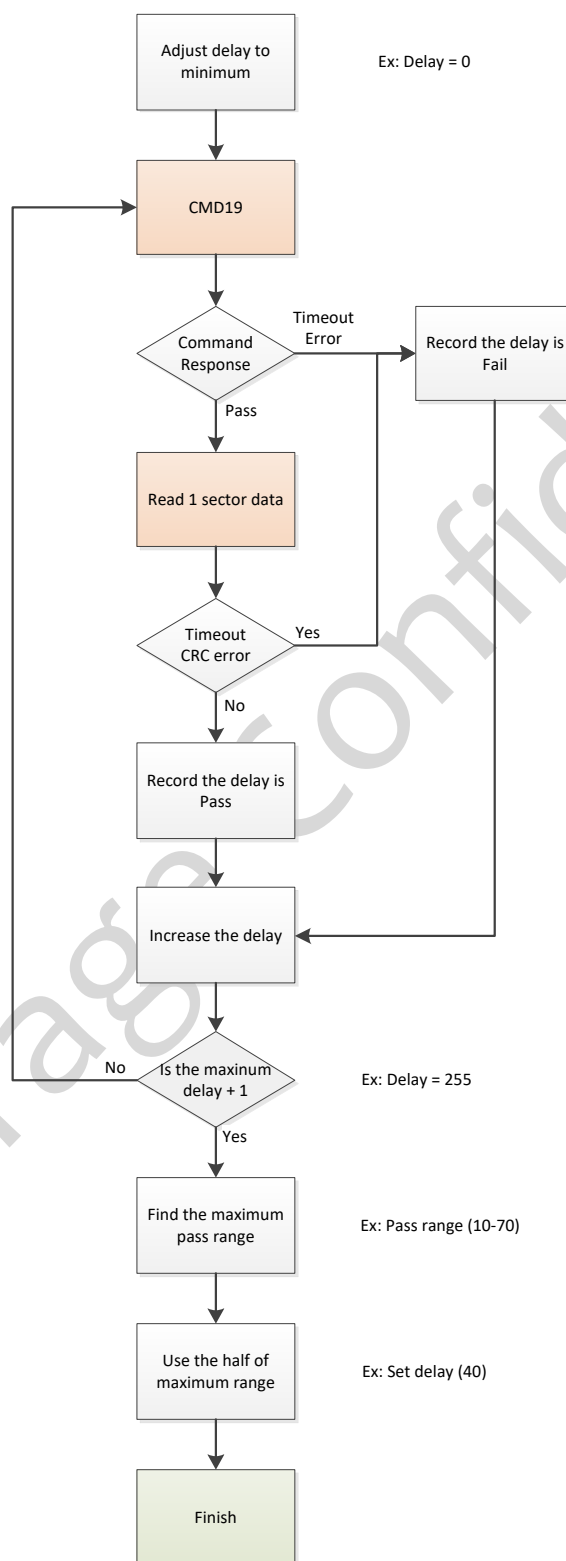 Adjust delay to
minimum
Ex: Delay = 0
CMD19
Command
Response
Timeout
Error
Record the delay is
Fail
Pass
Read 1 sector data
Timeout
CRC error
Yes
No
Record the delay is
Pass
Increase the delay
No
Is the maxinum
delay + 1
Ex: Delay = 255
Yes
Find the maximum
pass range
Ex: Pass range (10-70)
Use the half of
maximum range
Ex: Set delay (40)
Finish